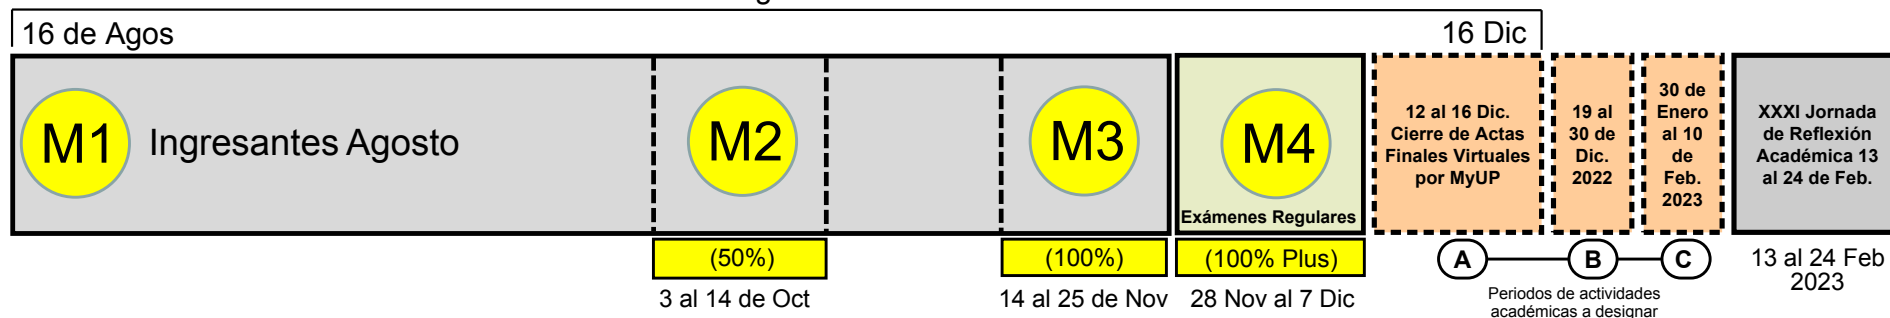 16 de Agos
16 Dic
M1
Ingresantes Agosto
M2
M3
M4
Exámenes Regulares
12 al 16 Dic.
Cierre de Actas
Finales Virtuales
por MyUP
19 al
30 de
Dic.
2022
30 de
Enero
al 10
de
Feb.
2023
XXXI Jornada
de Reflexión
Académica 13
al 24 de Feb.
(50%)
(100%)
(100% Plus)
A
B
C
3 al 14 de Oct
14 al 25 de Nov
28 Nov al 7 Dic
Periodos de actividades
académicas a designar
13 al 24 Feb
2023